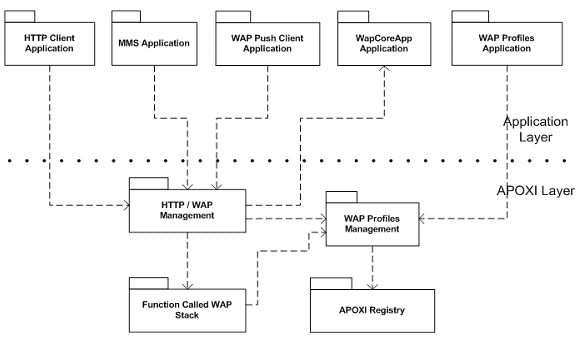 HTTP Client
Application
MMS Application
WAP Push Client
Application
WapCoreApp
Application
WAP Profiles
Application
Application
Layer
APOXI Layer
HTTP / WAP
Management
WAP Profiles
Management
Function Called WAP
Stack
APOXI Registry